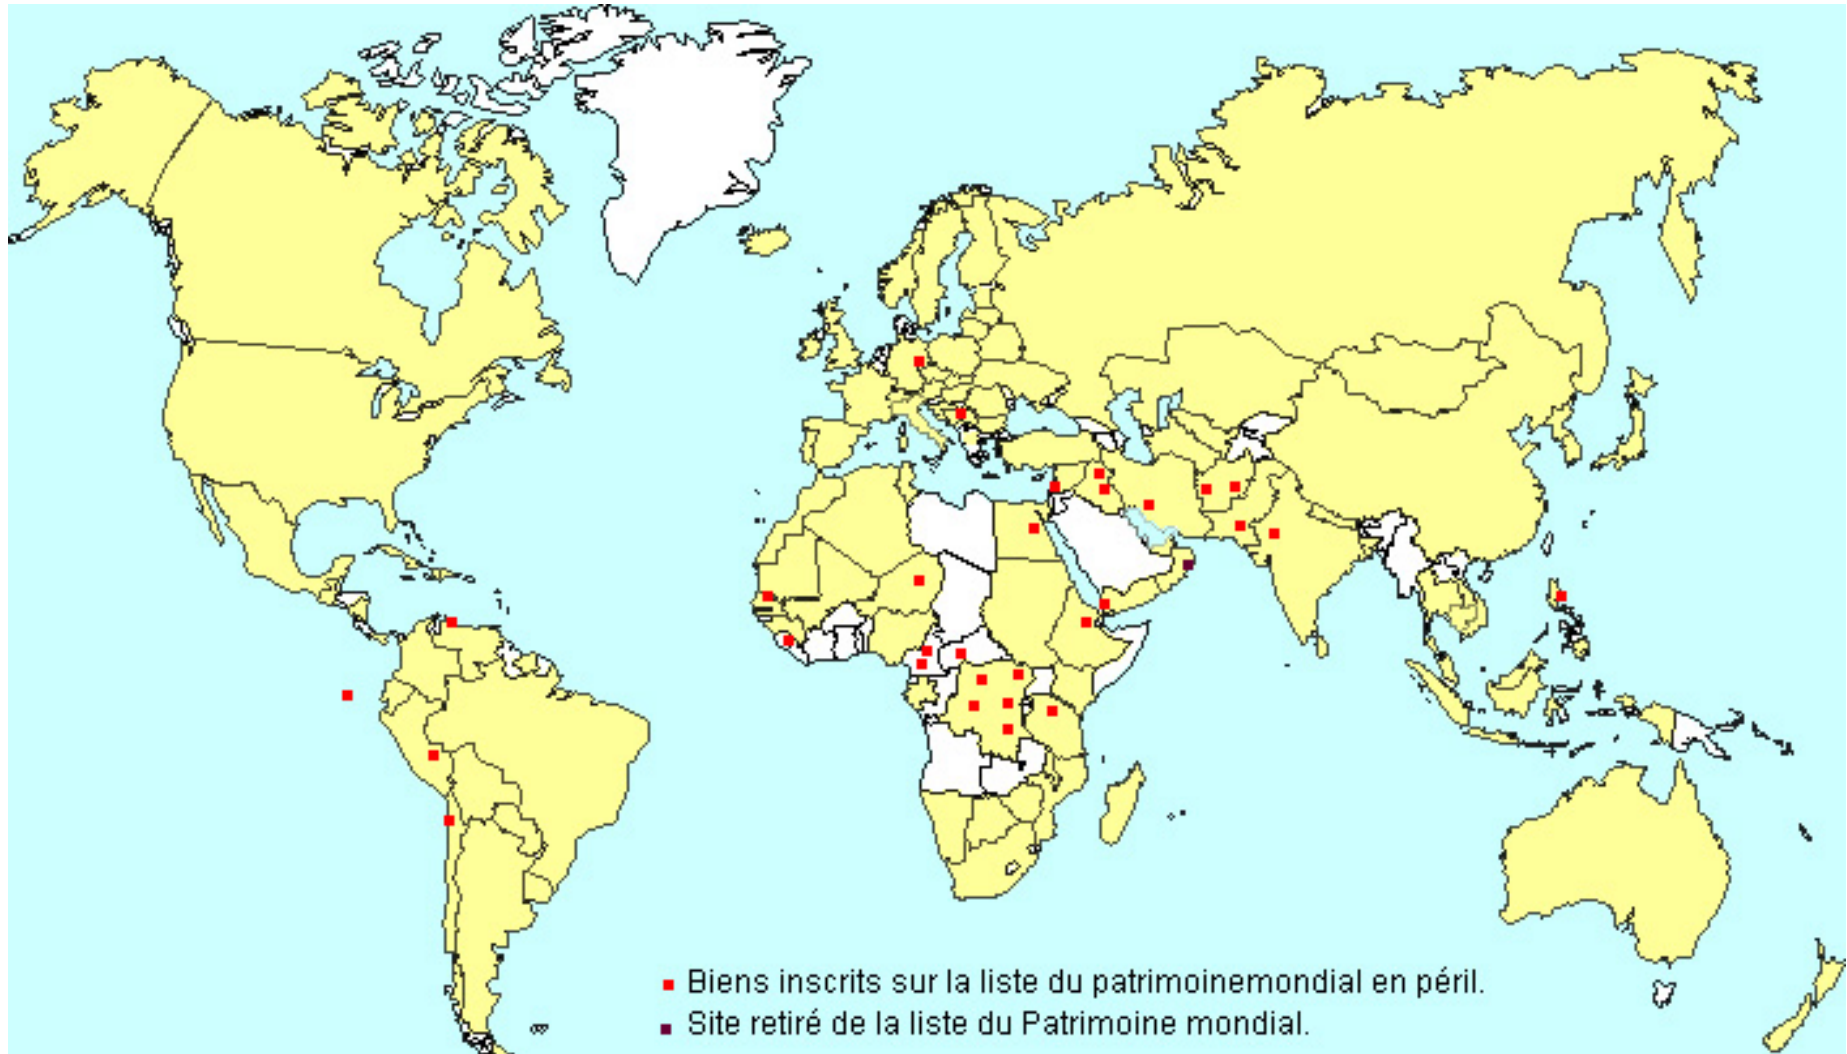 Biens inscrits sur la liste du patrimoinemondial en péril.
Site retiré de la liste du Patrimoine mondial.